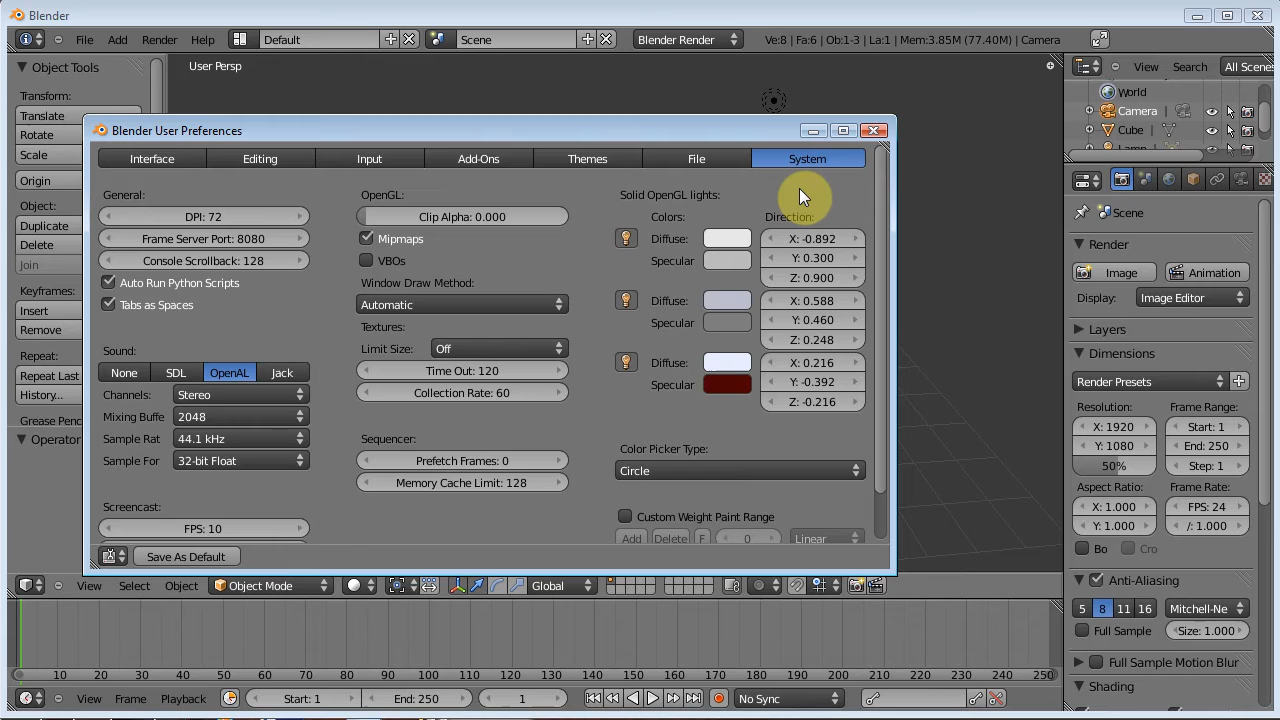 Blender
File Add Render Help Default Scene Blender Render Ve:8 | Fa:6 | Ob:1-3 | La:1 | Mem:3.85M (77.40M) | Camera
Object Tools
Transform:
Translate
Rotate
Scale
Origin
Object:
Duplicate
Delete
Join
Keyframes:
Insert
Remove
Repeat:
Repeat Last
History...
Grease Penc
Operator
User Persp
Blender User Preferences
Interface Editing Input Add-Ons Themes File System
General:
DPI: 72
Frame Server Port: 8080
Console Scrollback: 128
Auto Run Python Scripts
Tabs as Spaces
Sound:
None SDL OpenAL Jack
Channels: Stereo
Mixing Buffe 2048
Sample Rat 44.1 kHz
Sample For 32-bit Float
Screencast:
FPS: 10
OpenGL:
Clip Alpha: 0.000
Mipmaps
VBOs
Window Draw Method:
Automatic
Textures:
Limit Size: Off
Time Out: 120
Collection Rate: 60
Sequencer:
Prefetch Frames: 0
Memory Cache Limit: 128
Solid OpenGL lights:
Colors: Direction:
Diffuse: X: -0.892
Specular Y: 0.300
Z: 0.900
Diffuse: X: 0.588
Specular Y: 0.460
Z: 0.248
Diffuse: X: 0.216
Specular Y: -0.392
Z: -0.216
Color Picker Type:
Circle
Custom Weight Paint Range
Add Delete F 0 Linear
Save As Default
View Select Object Object Mode Global
10 20 30 40 50 60 70 80 90 100 110 120 130 140 150 160 170 180 190 200 210 220 230 240 250
View Frame Playback Start: 1 End: 250 1 No Sync
View Search All Scenes
World
Camera
Cube
Lamp
Scene
Render
Image Animation
Display: Image Editor
Layers
Dimensions
Render Presets
Resolution: Frame Range:
X: 1920 Start: 1
Y: 1080 End: 250
50% Step: 1
Aspect Ratio: Frame Rate:
X: 1.000 FPS: 24
Y: 1.000 /: 1.000
Bo Cro
Anti-Aliasing
5 8 11 16 Mitchell-Ne
Full Sample Size: 1.000
Full Sample Motion Blur
Shading